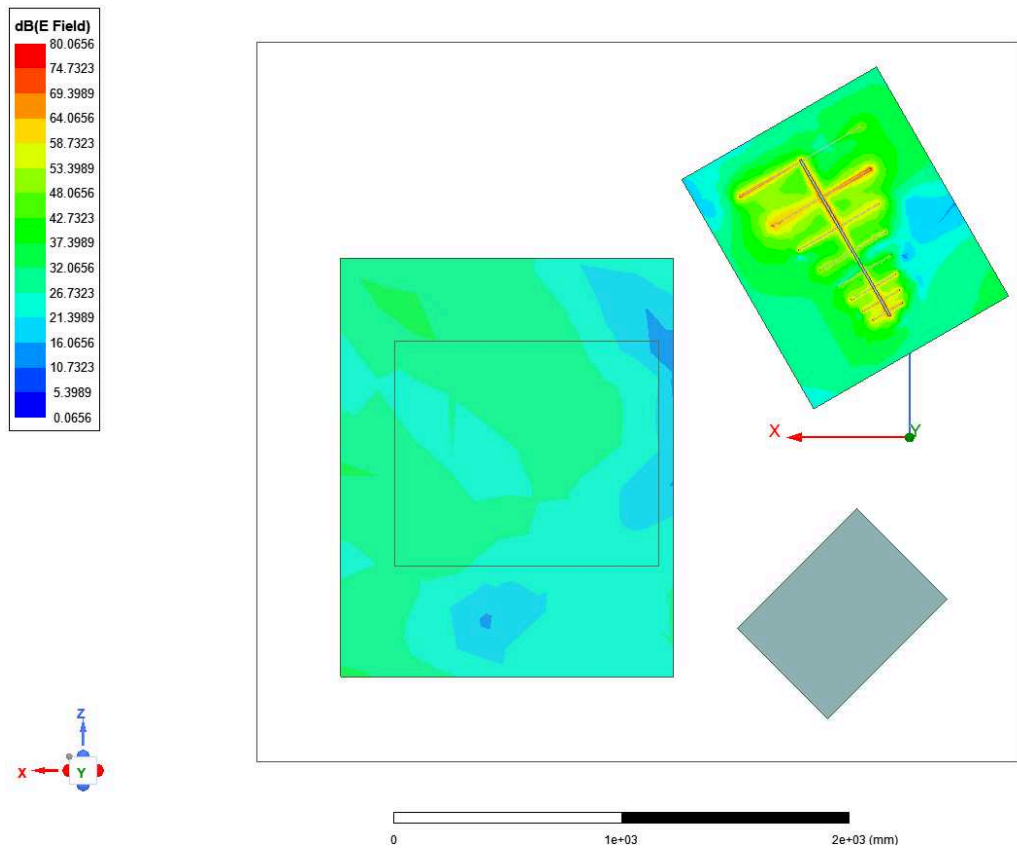 dB(E Field)
80.0656
74.7323
69.3989
64.0656
58.7323
53.3989
48.0656
42.7323
37.3989
32.0656
26.7323
21.3989
16.0656
10.7323
5.3989
0.0656
X
Y
Z
X
Y
0
1e+03
2e+03 (mm)